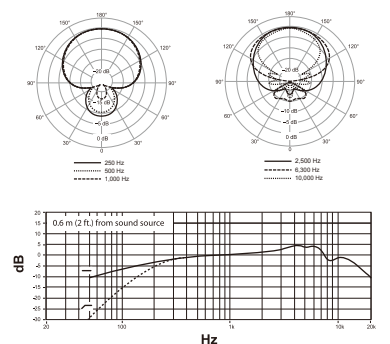 180°
150° 150°
120° 120°
90° 90°
60° 60°
30° 30°
0°
–20 dB
–15 dB
–5 dB
0 dB
250 Hz
500 Hz
1,000 Hz
180°
150° 150°
120° 120°
90° 90°
60° 60°
30° 30°
0°
–20 dB
–10 dB
–5 dB
0 dB
2,500 Hz
6,300 Hz
10,000 Hz
0.6 m (2 ft.) from sound source
dB
20
15
10
5
0
-5
-10
-15
-20
-25
-30
20 100 1k 10k 20k
Hz